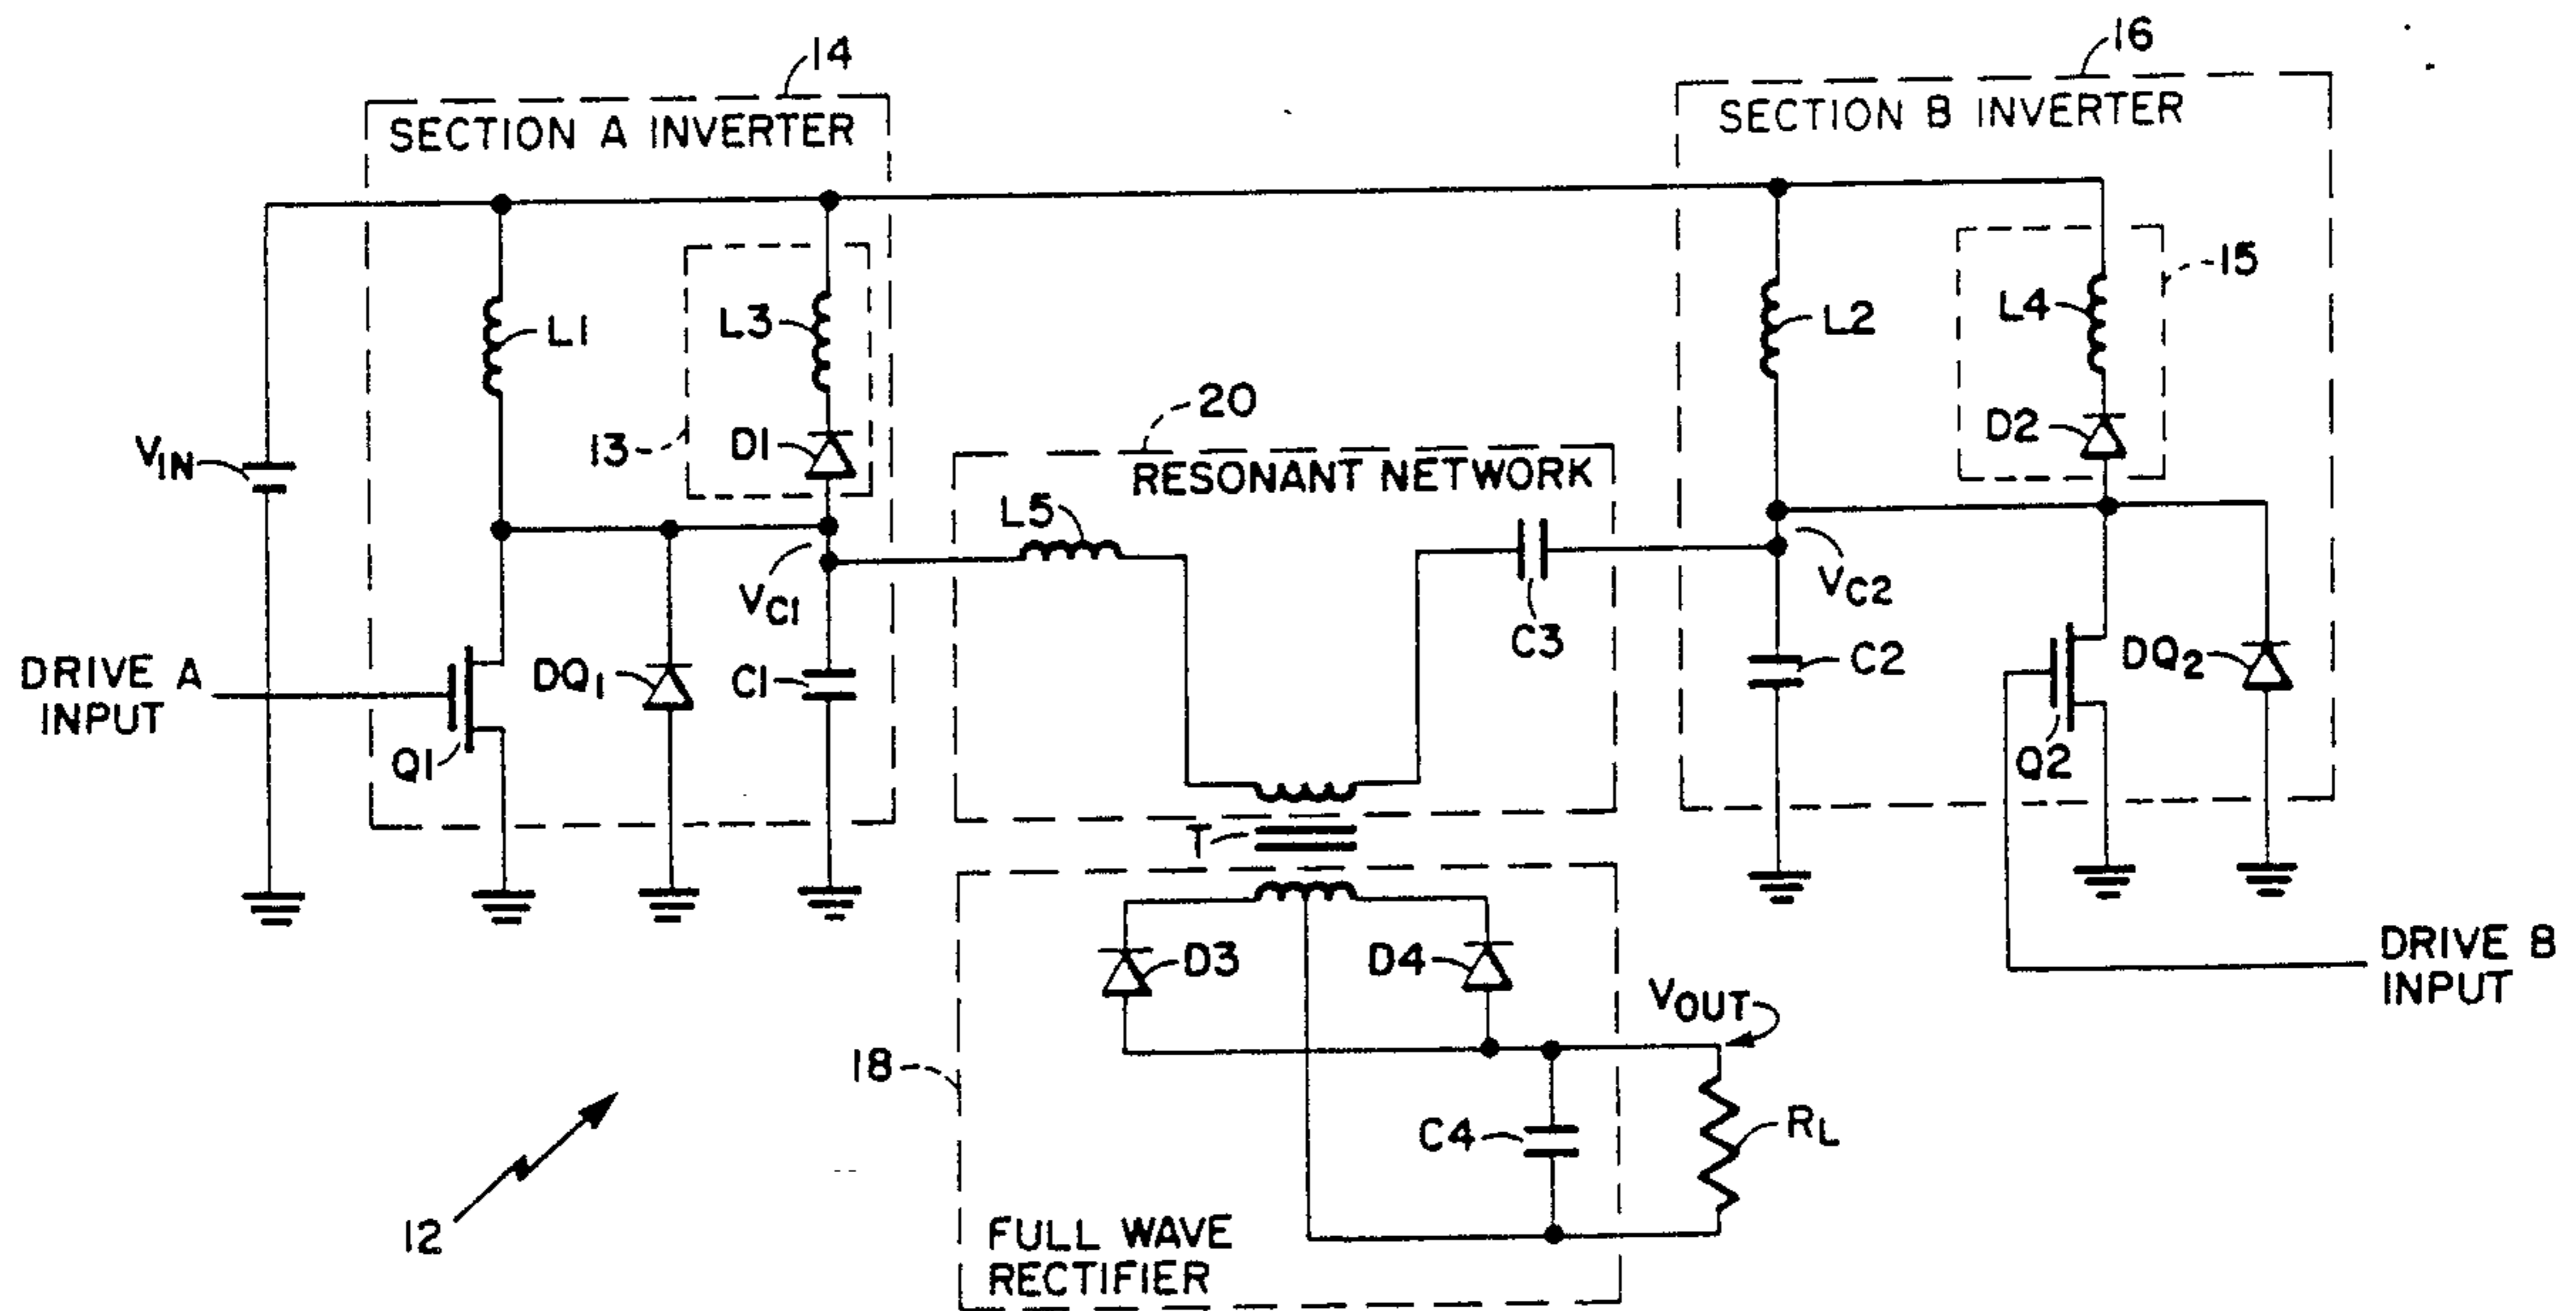 14
16
SECTION A INVERTER
SECTION B INVERTER
L1
L3
13
D1
VIN
L2
L4
15
D2
20
RESONANT NETWORK
L5
C3
VC1
VC2
DRIVE A
INPUT
Q1
DQ1
C1
C2
Q2
DQ2
T
D3
D4
VOUT
DRIVE B
INPUT
18
C4
RL
12
FULL WAVE
RECTIFIER